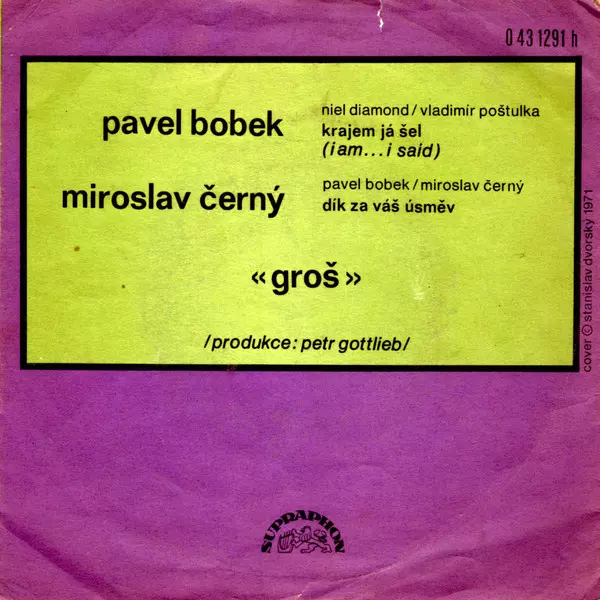 0 43 1291 h
pavel bobek
niel diamond/vladimír poštulka
krajem já šel
(i am...i said)
miroslav černý
pavel bobek/miroslav černý
dík za váš úsměv
«groš»
/produkce: petr gottlieb/
cover © stanislav dvorský 1971
SUPRAPHON